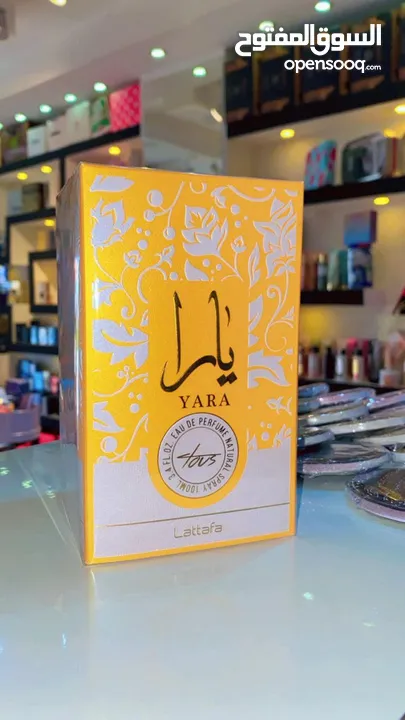 السوق المفتوح
opensooq.com
يارا
YARA
EAU DE PERFUME NATURAL SPRAY 100ML 3.4 FL.OZ.
tous
Lattafa